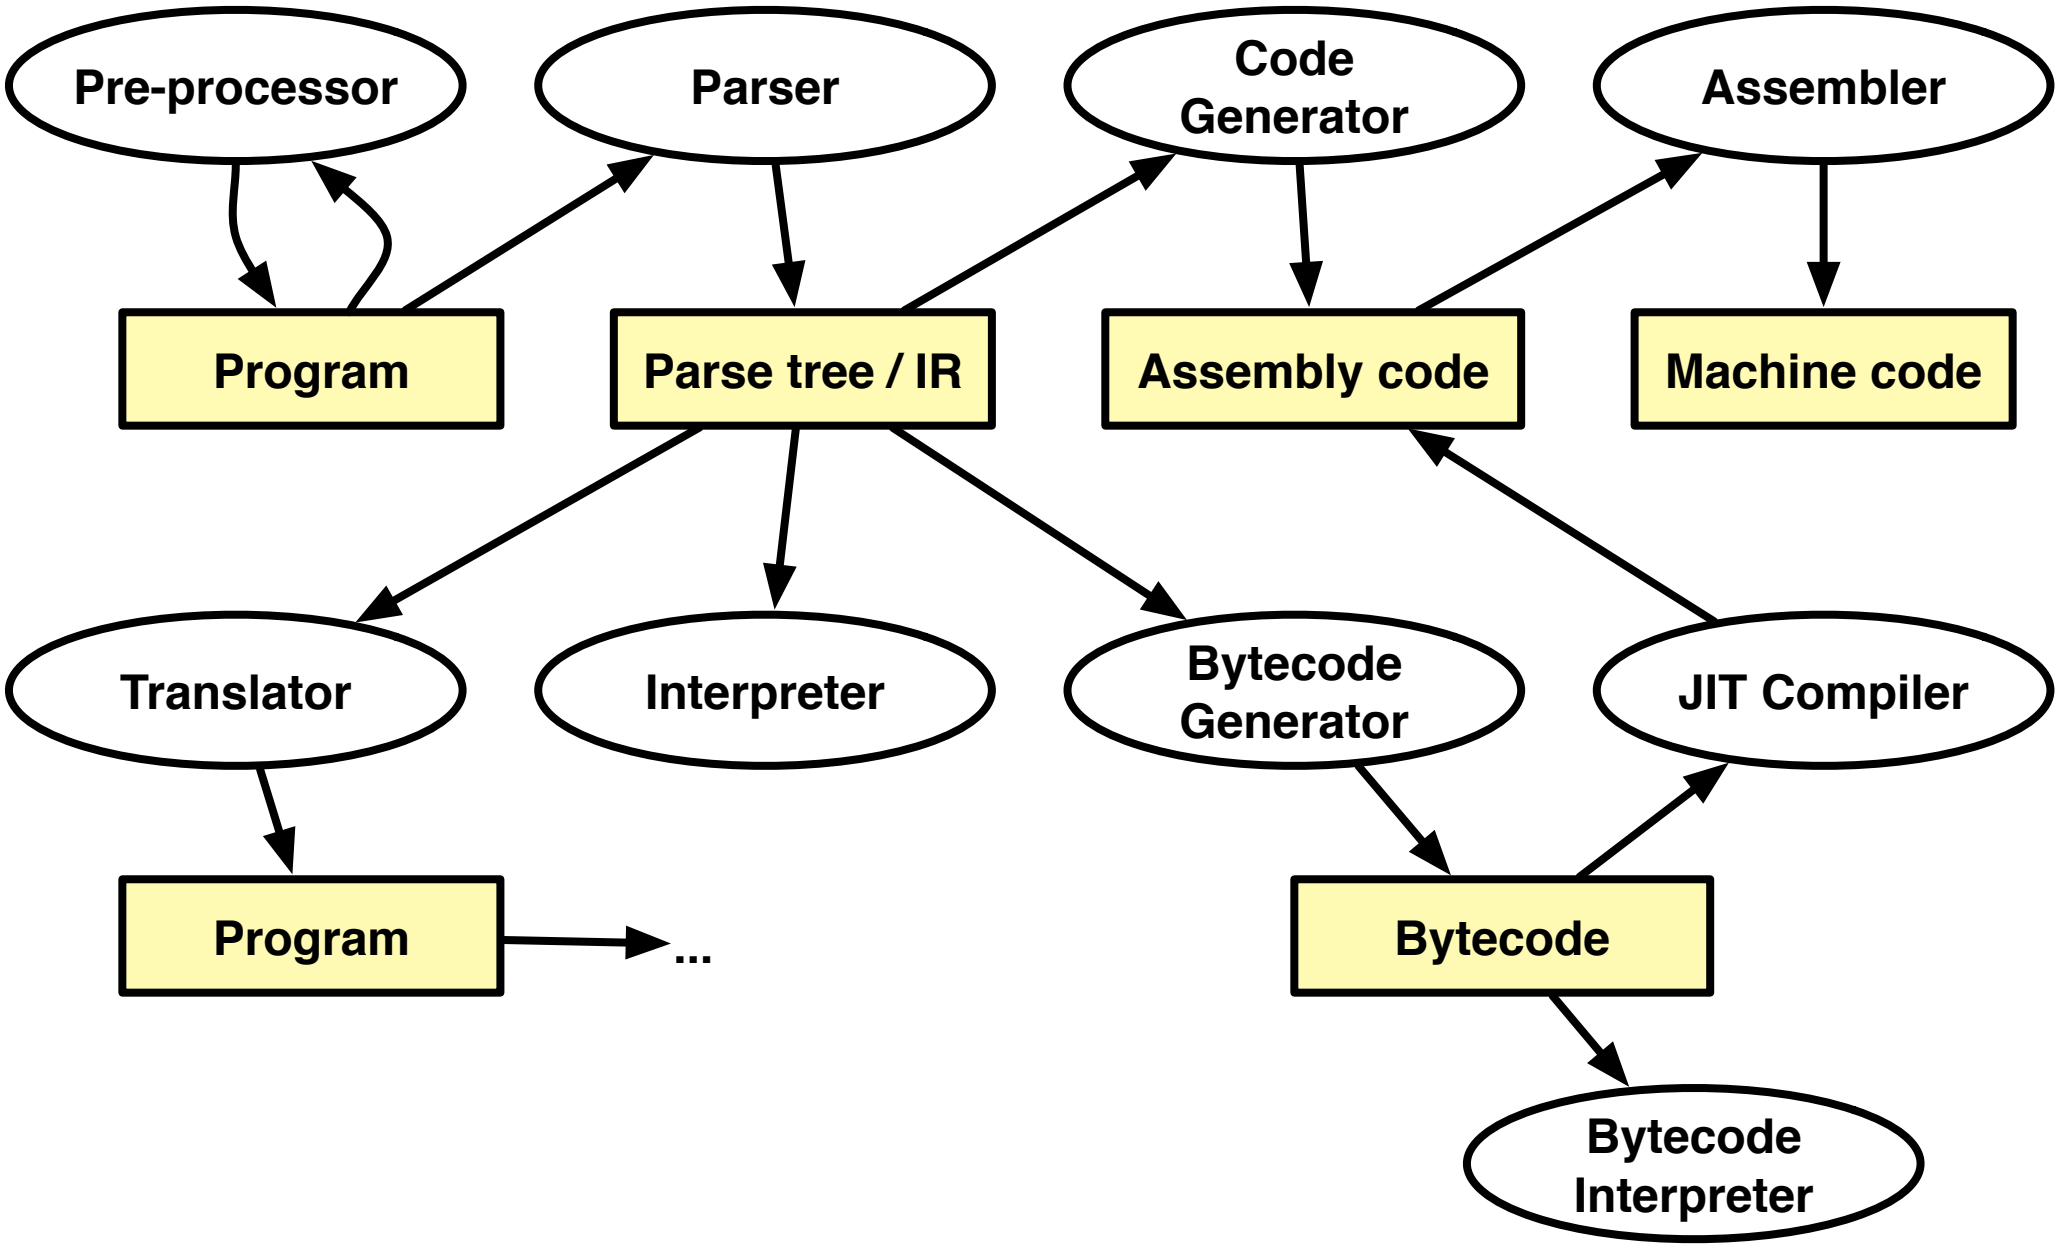 Pre-processor
Parser
Code
Generator
Assembler
Program
Parse tree / IR
Assembly code
Machine code
Translator
Interpreter
Bytecode
Generator
JIT Compiler
Program
...
Bytecode
Bytecode
Interpreter